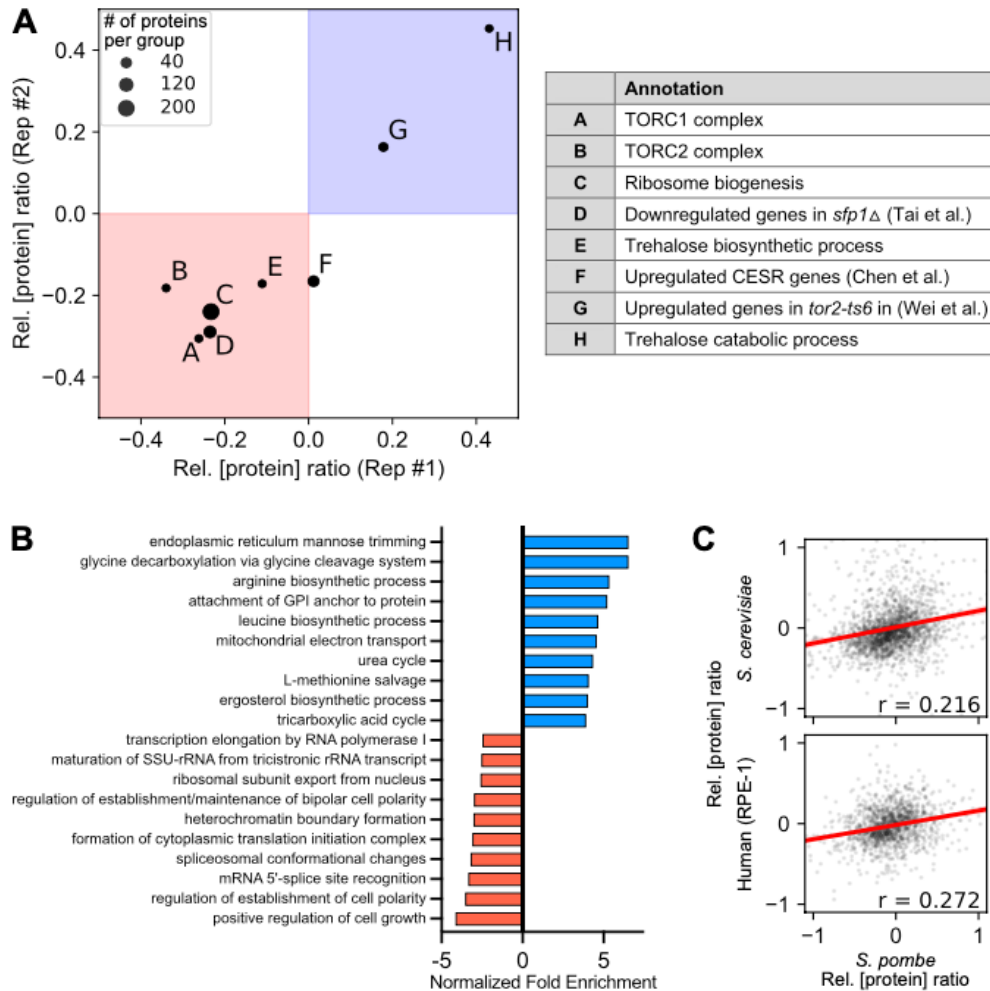 A
# of proteins
per group
40
120
200
H
G
F
E
B
C
D
A
0.4
0.2
0.0
−0.2
−0.4
Rel. [protein] ratio (Rep #2)
−0.4
−0.2
0.0
0.2
0.4
Rel. [protein] ratio (Rep #1)
Annotation
A TORC1 complex
B TORC2 complex
C Ribosome biogenesis
D Downregulated genes in sfp1Δ (Tai et al.)
E Trehalose biosynthetic process
F Upregulated CESR genes (Chen et al.)
G Upregulated genes in tor2-ts6 in (Wei et al.)
H Trehalose catabolic process
B
endoplasmic reticulum mannose trimming
glycine decarboxylation via glycine cleavage system
arginine biosynthetic process
attachment of GPI anchor to protein
leucine biosynthetic process
mitochondrial electron transport
urea cycle
L-methionine salvage
ergosterol biosynthetic process
tricarboxylic acid cycle
transcription elongation by RNA polymerase I
maturation of SSU-rRNA from tricistronic rRNA transcript
ribosomal subunit export from nucleus
regulation of establishment/maintenance of bipolar cell polarity
heterochromatin boundary formation
formation of cytoplasmic translation initiation complex
spliceosomal conformational changes
mRNA 5'-splice site recognition
regulation of establishment of cell polarity
positive regulation of cell growth
-5
0
5
Normalized Fold Enrichment
C
1
0
−1
S. cerevisiae
r = 0.216
Rel. [protein] ratio
1
0
−1
Human (RPE-1)
r = 0.272
−1
0
1
S. pombe
Rel. [protein] ratio